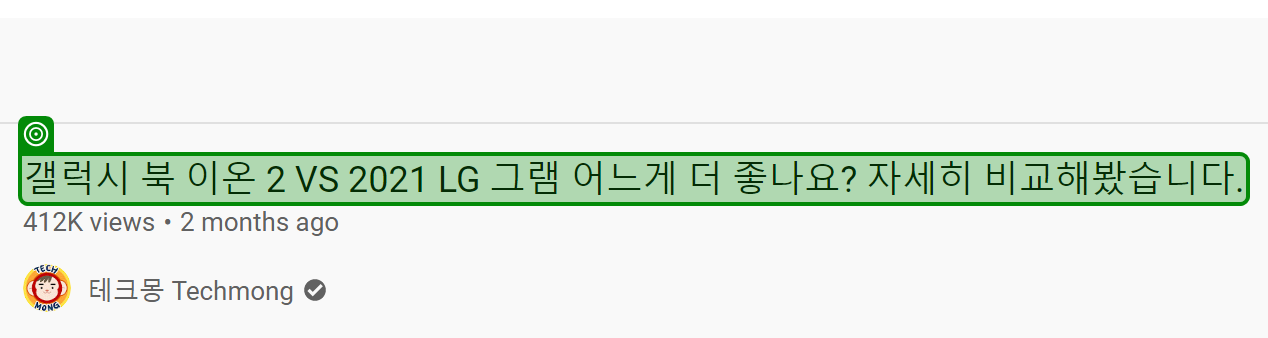 갤럭시 북 이온 2 VS 2021 LG 그램 어느게 더 좋나요? 자세히 비교해봤습니다.
412K views • 2 months ago
TECH
MONG
테크몽 Techmong